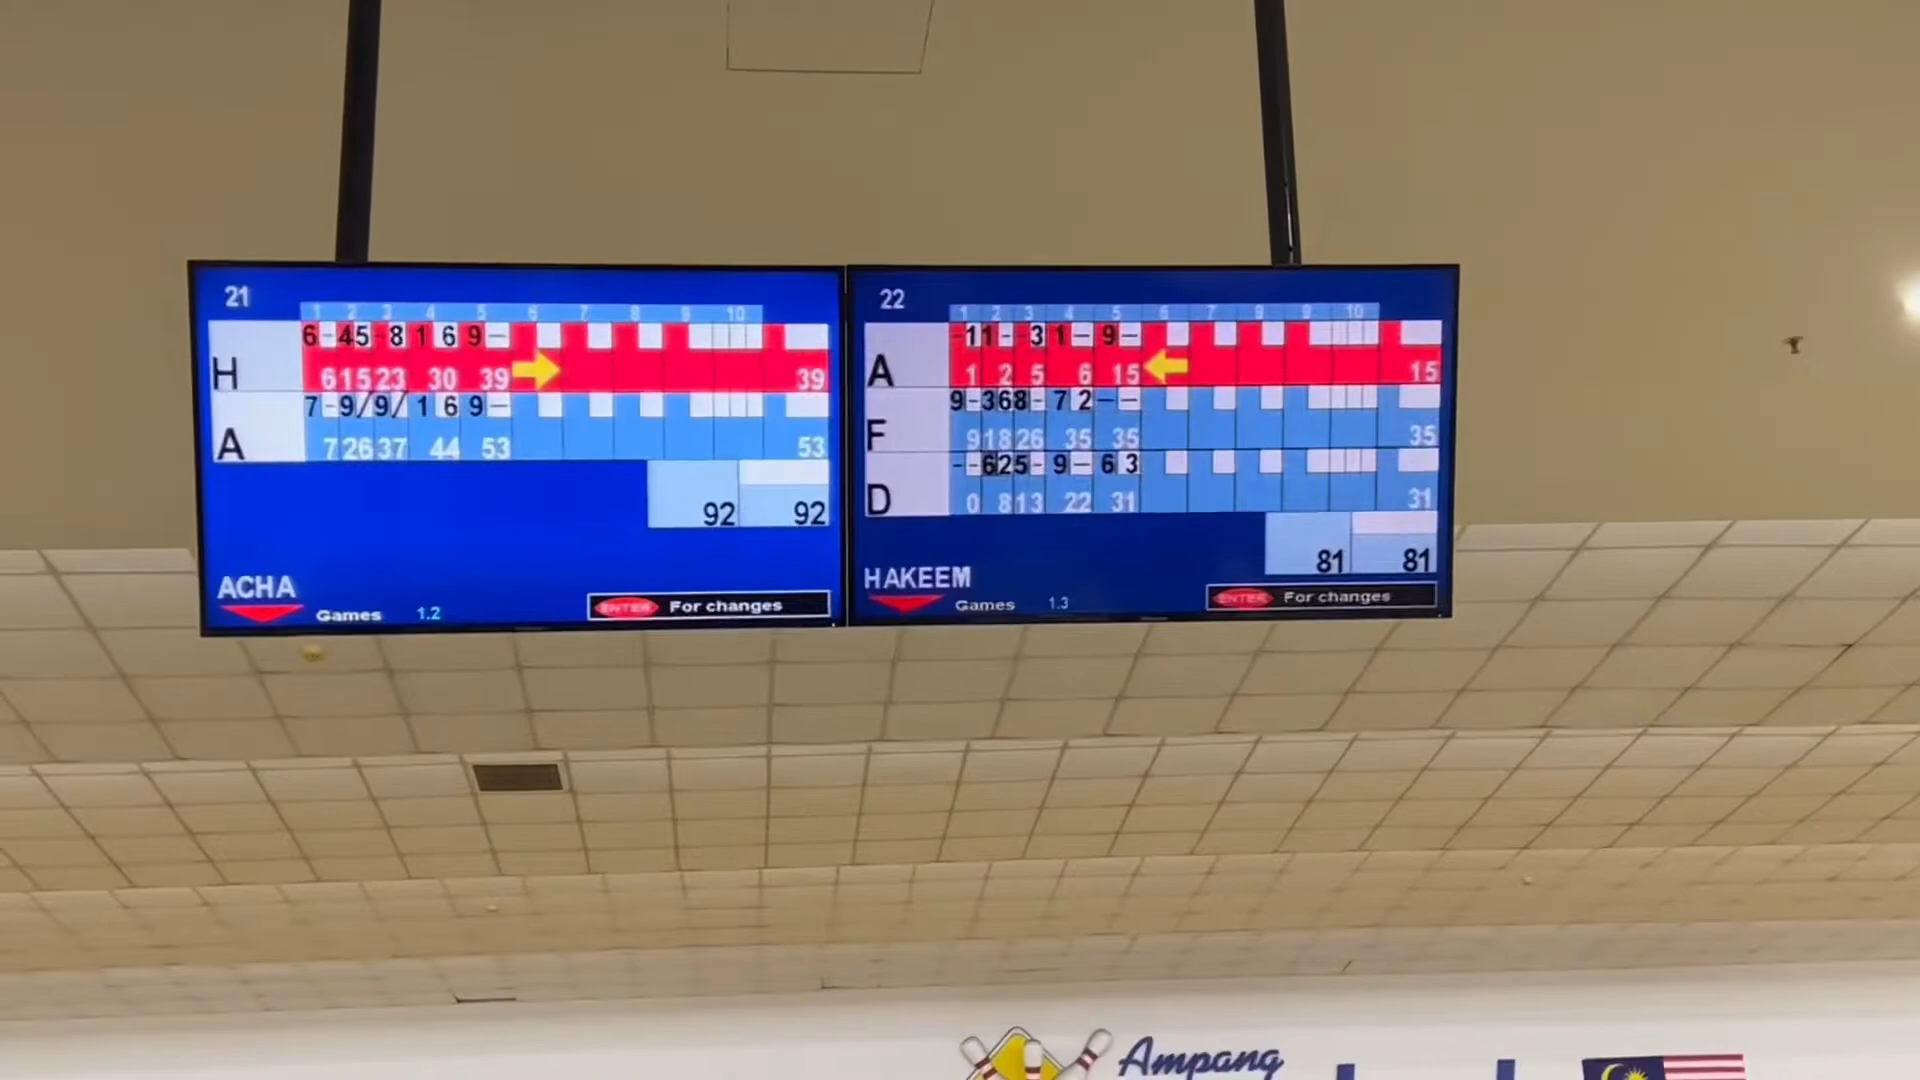 21
1 2 3 4 5 6 7 8 9 10
6 - 4 5 - 8 1 6 9 -
H 6 15 23 30 39 39
7 - 9 / 9 / 1 6 9 -
A 7 26 37 44 53 53
92 92
ACHA
Games 1.2
ENTER For changes
22
1 2 3 4 5 6 7 8 9 10
- 1 1 - - 3 1 - 9 -
A 1 2 5 6 15 15
9 - 3 6 8 - 7 2 - -
F 9 18 26 35 35 35
- - 6 2 5 - 9 - 6 3
D 0 8 13 22 31 31
81 81
HAKEEM
Games 1.3
ENTER For changes
Ampang